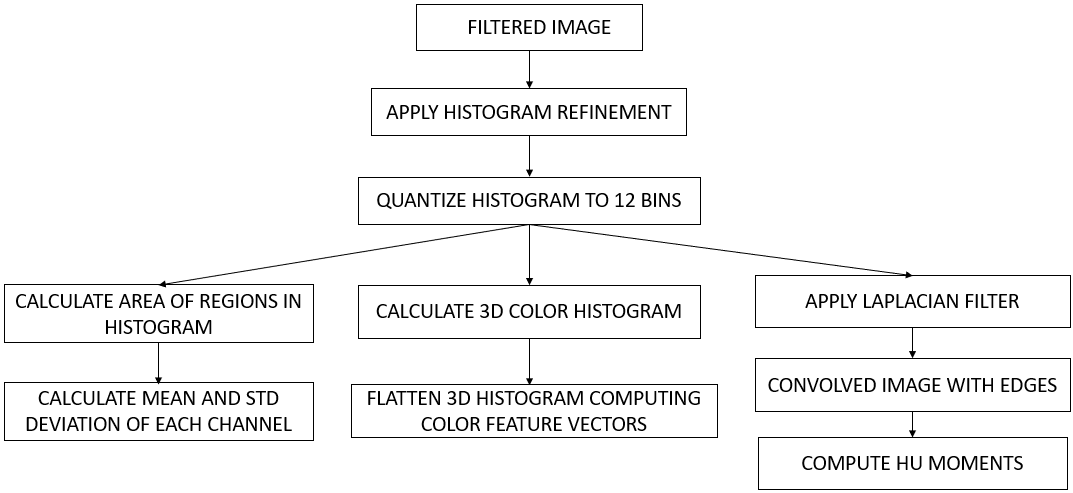 FILTERED IMAGE
APPLY HISTOGRAM REFINEMENT
QUANTIZE HISTOGRAM TO 12 BINS
CALCULATE AREA OF REGIONS IN
HISTOGRAM
CALCULATE MEAN AND STD
DEVIATION OF EACH CHANNEL
CALCULATE 3D COLOR HISTOGRAM
FLATTEN 3D HISTOGRAM COMPUTING
COLOR FEATURE VECTORS
APPLY LAPLACIAN FILTER
CONVOLVED IMAGE WITH EDGES
COMPUTE HU MOMENTS